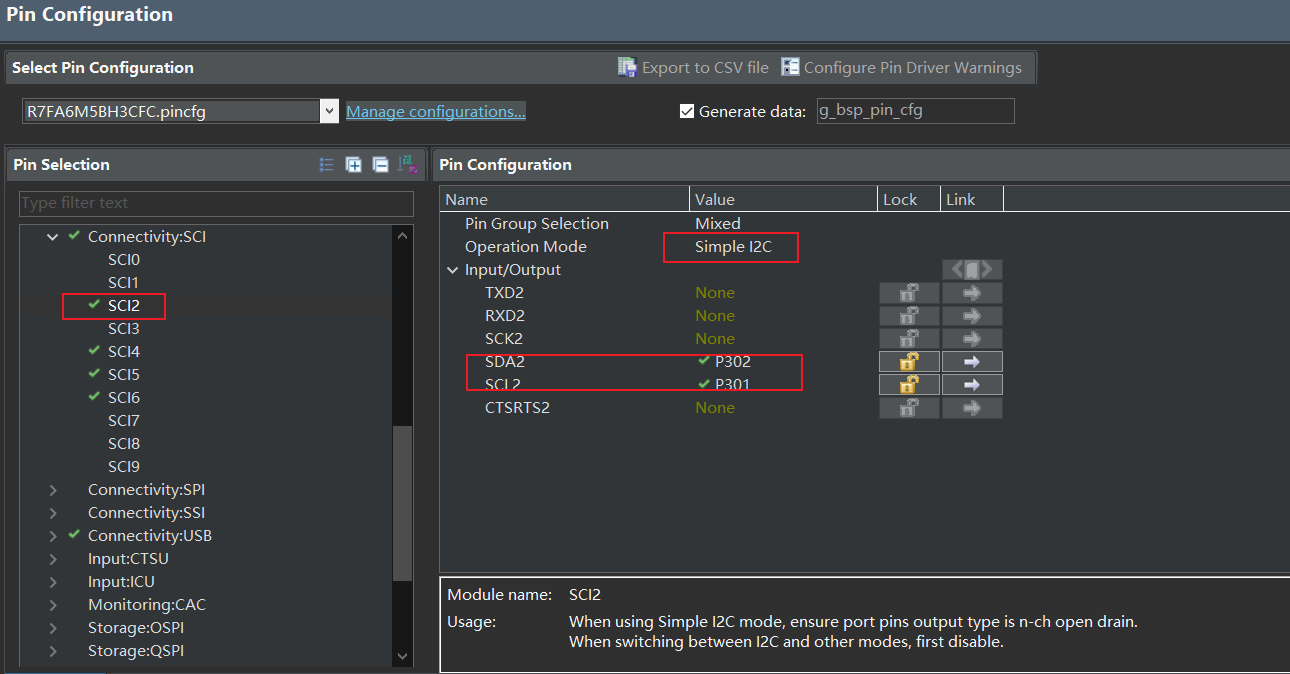 Pin Configuration
Select Pin Configuration
Export to CSV file
Configure Pin Driver Warnings
R7FA6M5BH3CFC.pincfg
Manage configurations...
Generate data:
g_bsp_pin_cfg
Pin Selection
Type filter text
Connectivity:SCI
SCI0
SCI1
SCI2
SCI3
SCI4
SCI5
SCI6
SCI7
SCI8
SCI9
Connectivity:SPI
Connectivity:SSI
Connectivity:USB
Input:CTSU
Input:ICU
Monitoring:CAC
Storage:OSPI
Storage:QSPI
Pin Configuration
Name Value Lock Link
Pin Group Selection Mixed
Operation Mode Simple I2C
Input/Output
TXD2 None
RXD2 None
SCK2 None
SDA2 P302
SCL2 P301
CTSRTS2 None
Module name: SCI2
Usage: When using Simple I2C mode, ensure port pins output type is n-ch open drain.
When switching between I2C and other modes, first disable.